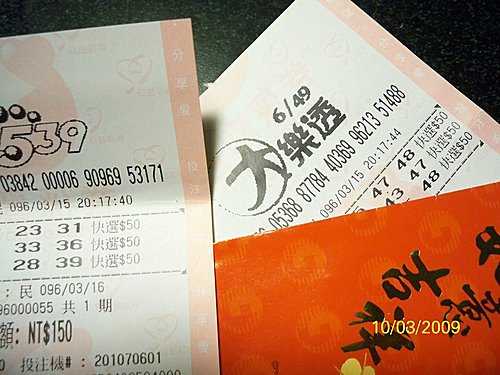 539
03842 00006 90969 53171
民 096/03/15 20:17:40
23 31 快選$50
33 36 快選$50
28 39 快選$50
: 民 096/03/16
96000055 共 1 期
額: NT$150
投注機# : 201070601
分享愛
投注
6/49
大樂透
05368 87784 40369 96213 51488
096/03/15 20:17:44
48 快選$50
47 48 快選$50
43 47 快選$50
10/03/2009